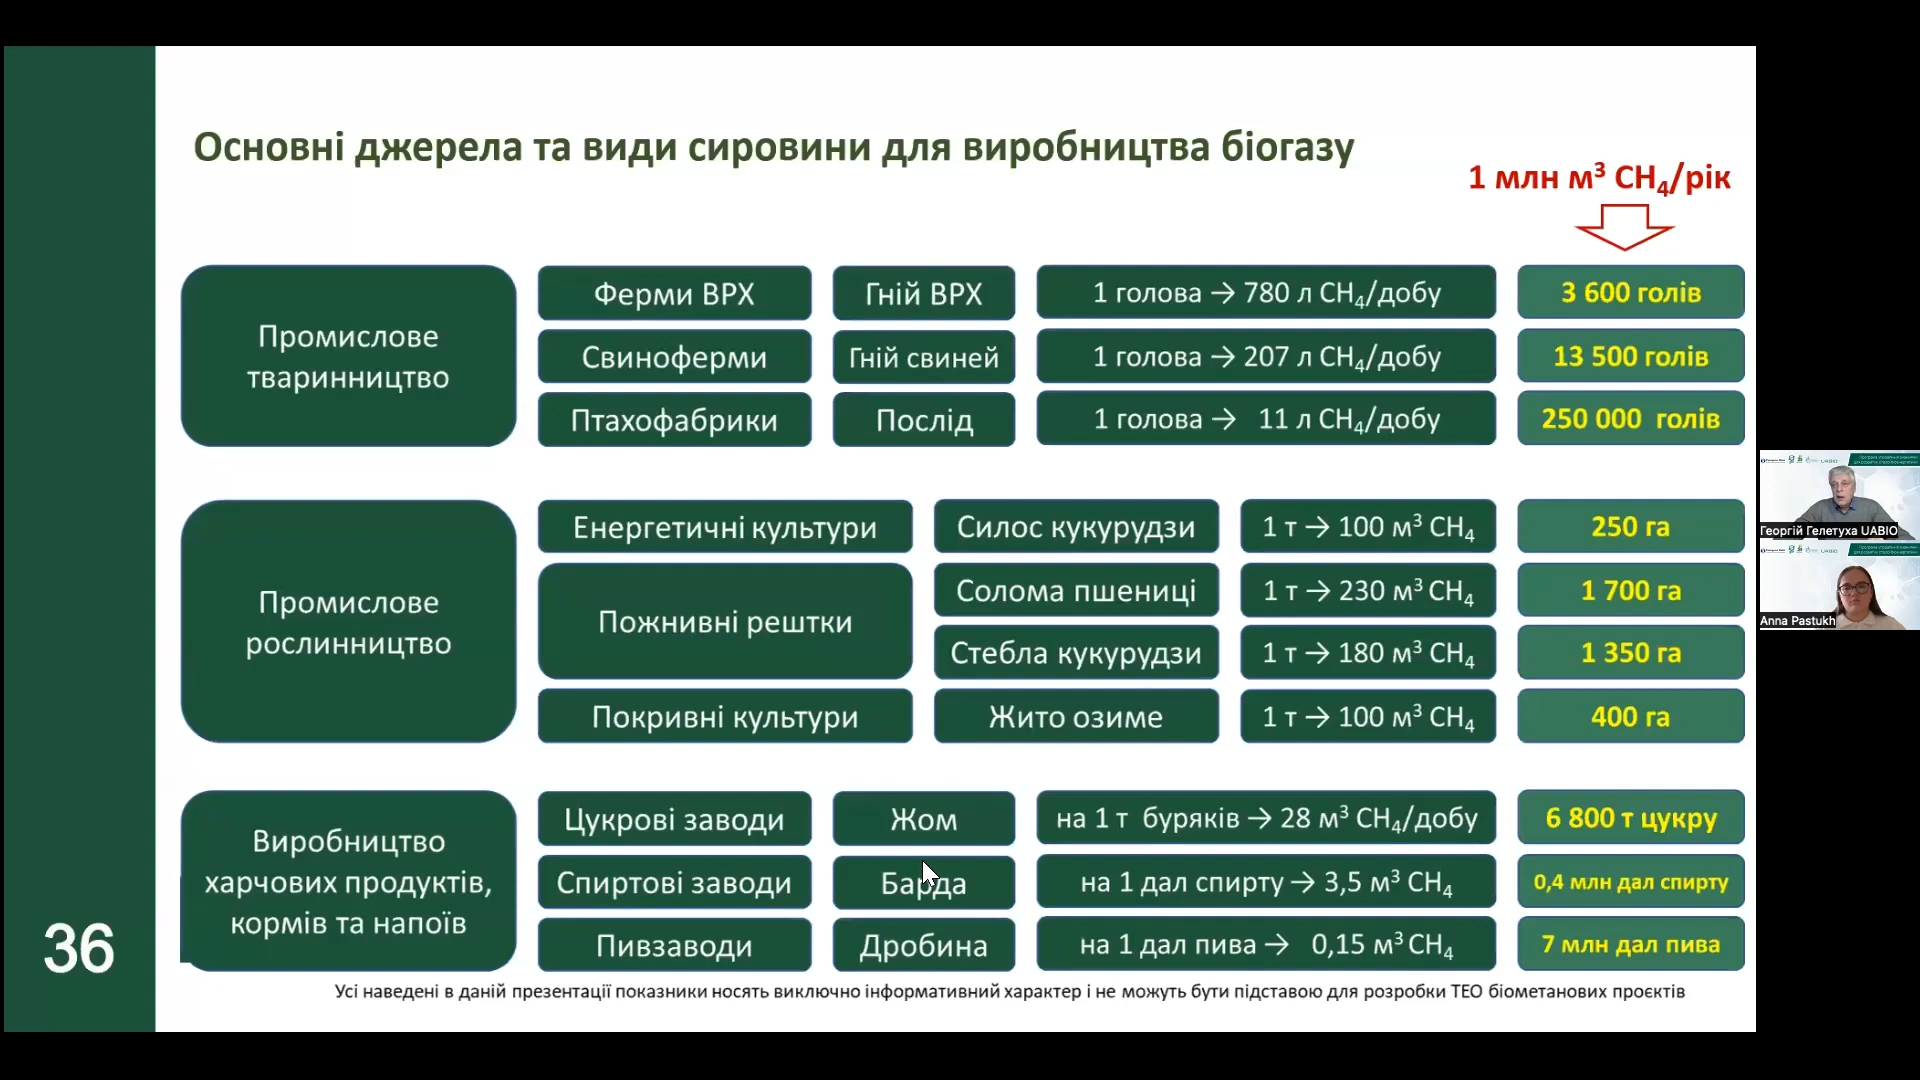 Основні джерела та види сировини для виробництва біогазу
1 млн м³ CH₄/рік
Промислове
тваринництво
Ферми ВРХ
Гній ВРХ
1 голова → 780 л CH₄/добу
3 600 голів
Свиноферми
Гній свиней
1 голова → 207 л CH₄/добу
13 500 голів
Птахофабрики
Послід
1 голова → 11 л CH₄/добу
250 000 голів
Промислове
рослинництво
Енергетичні культури
Силос кукурудзи
1 т → 100 м³ CH₄
250 га
Пожнивні рештки
Солома пшениці
1 т → 230 м³ CH₄
1 700 га
Стебла кукурудзи
1 т → 180 м³ CH₄
1 350 га
Покривні культури
Жито озиме
1 т → 100 м³ CH₄
400 га
Виробництво
харчових продуктів,
кормів та напоїв
Цукрові заводи
Жом
на 1 т буряків → 28 м³ CH₄/добу
6 800 т цукру
Спиртові заводи
Барда
на 1 дал спирту → 3,5 м³ CH₄
0,4 млн дал спирту
Пивзаводи
Дробина
на 1 дал пива → 0,15 м³ CH₄
7 млн дал пива
36
Усі наведені в даній презентації показники носять виключно інформативний характер і не можуть бути підставою для розробки ТЕО біометанових проєктів
Георгій Гелетуха UABIO
Anna Pastukh